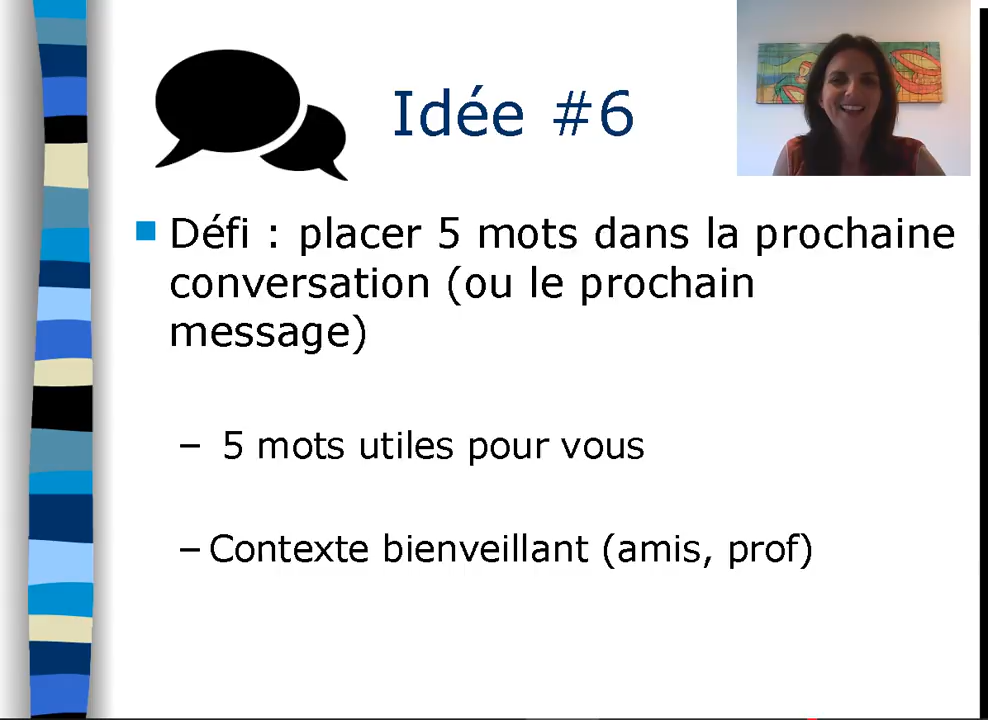 Idée #6
Défi : placer 5 mots dans la prochaine
conversation (ou le prochain
message)
– 5 mots utiles pour vous
– Contexte bienveillant (amis, prof)